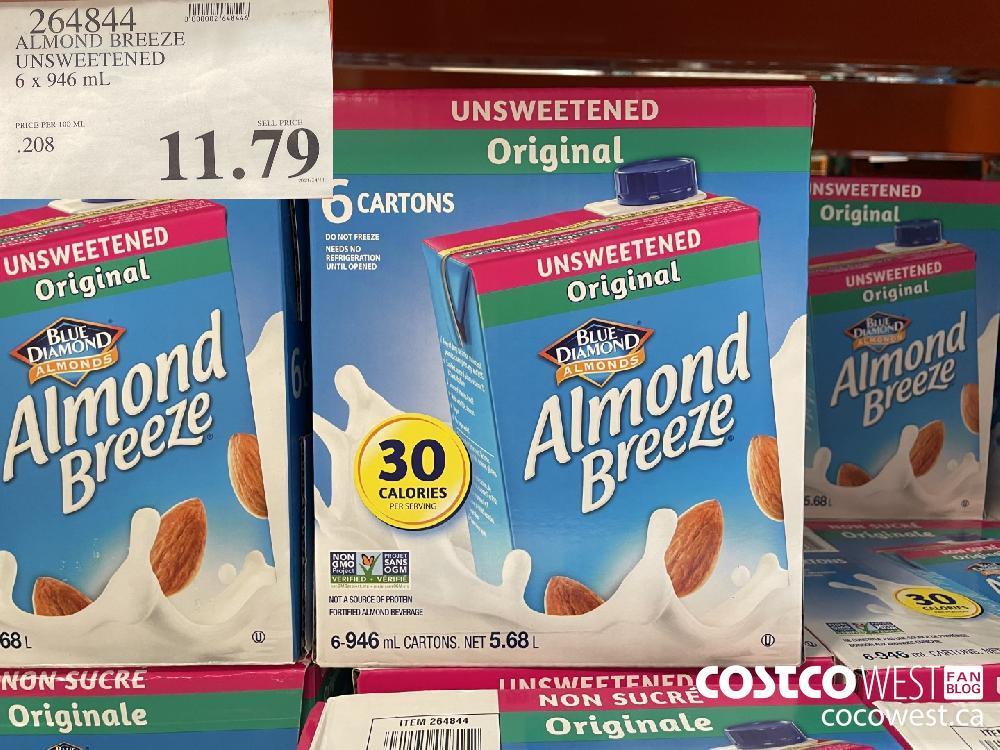 264844
0"000002"648446"
ALMOND BREEZE
UNSWEETENED
6 x 946 mL
PRICE PER 100 ML
.208
SELL PRICE
11.79
UNSWEETENED
Original
6 CARTONS
DO NOT FREEZE
NEEDS NO
REFRIGERATION
UNTIL OPENED
UNSWEETENED
Original
BLUE
DIAMOND
ALMONDS
Almond
Breeze
30
CALORIES
PER SERVING
NON
GMO
Project
VERIFIED
PROJET
SANS
OGM
VÉRIFIÉ
NOT A SOURCE OF PROTEIN
FORTIFIED ALMOND BEVERAGE
6-946 mL CARTONS. NET 5.68 L
UNSWEETENED
Original
BLUE
DIAMOND
ALMONDS
Almond
Breeze
68 L
NON-SUCRÉ
Originale
UNSWEETENED
Original
UNSWEETENED
Original
BLUE
DIAMOND
ALMONDS
Almond
Breeze
5.68 L
NON SUCRÉ
Originale
30
CALORIES
UNSWEETENED
NON SUCRÉ
Originale
ITEM 264844
COSTCO WEST FAN BLOG
cocowest.ca